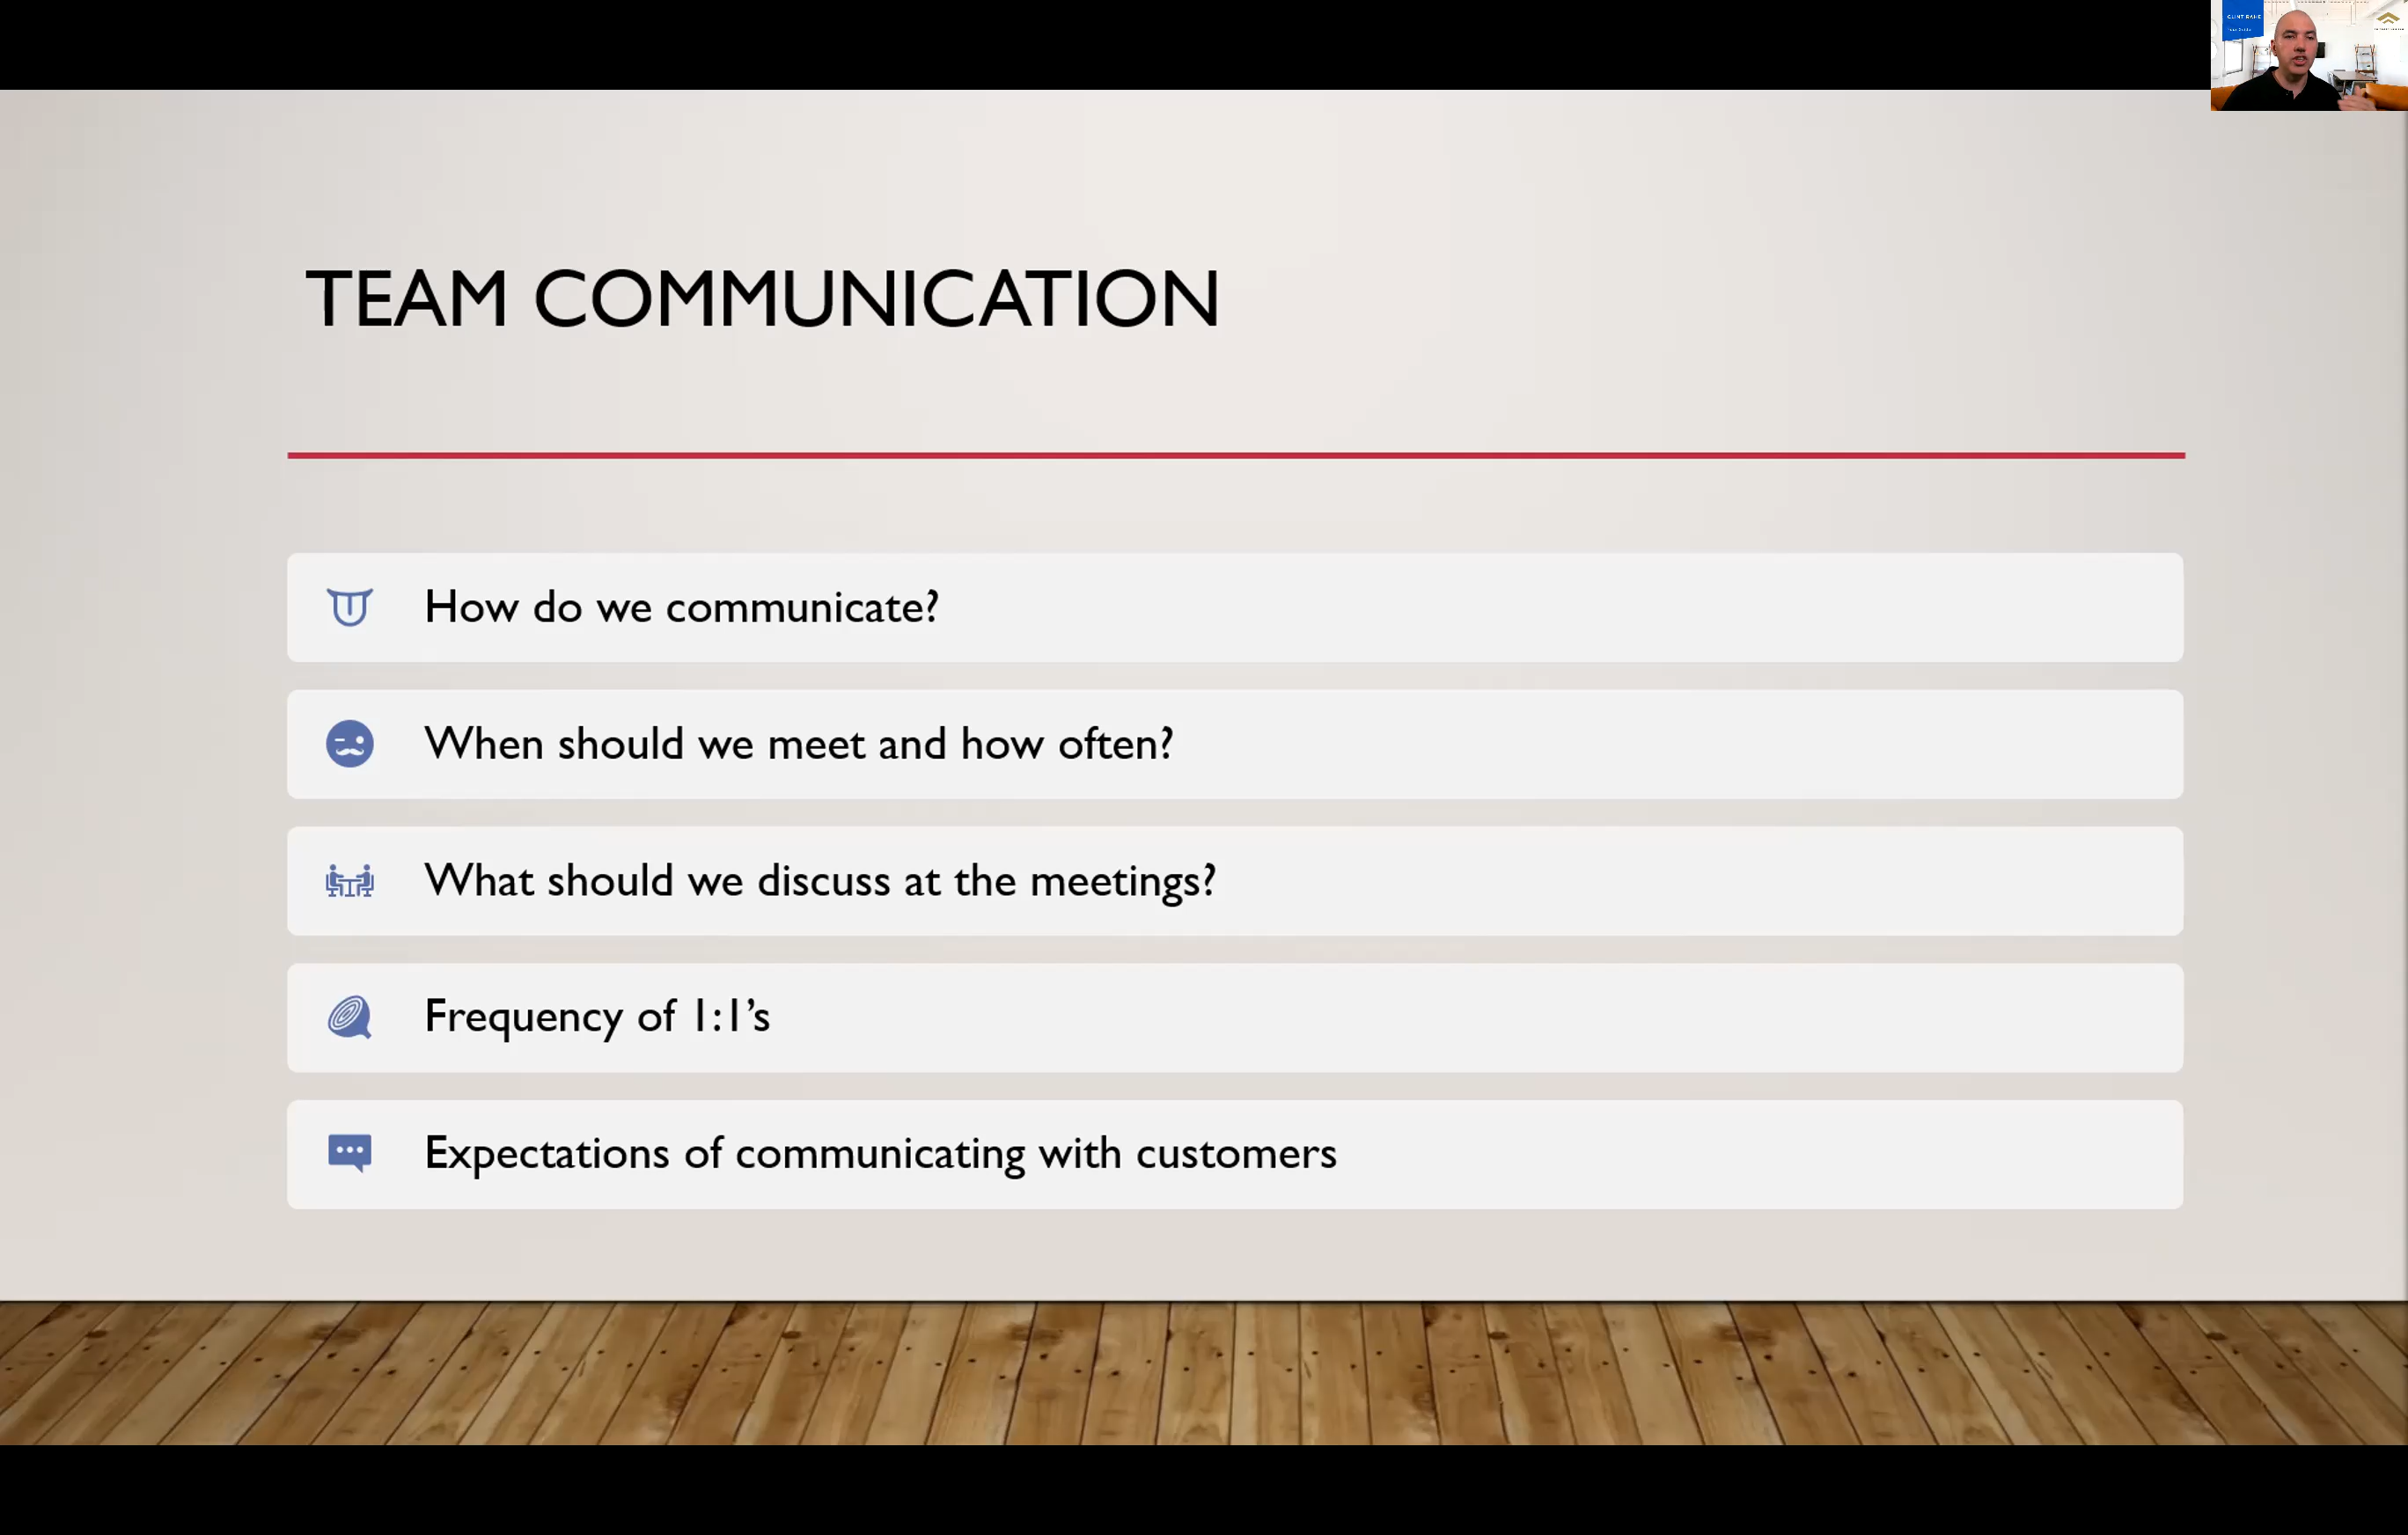 TEAM COMMUNICATION
How do we communicate?
When should we meet and how often?
What should we discuss at the meetings?
Frequency of 1:1’s
Expectations of communicating with customers